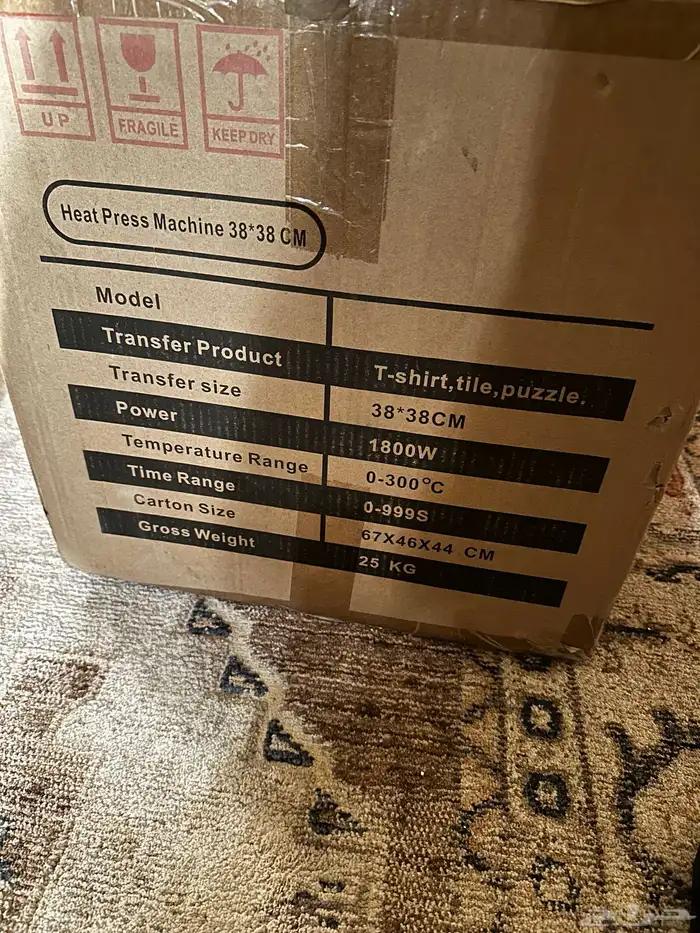 UP
FRAGILE
KEEP DRY
Heat Press Machine 38*38 CM
Model
Transfer Product T-shirt,tile,puzzle.
Transfer size 38*38CM
Power 1800W
Temperature Range 0-300°C
Time Range 0-999S
Carton Size 67X46X44 CM
Gross Weight 25 KG
حراج